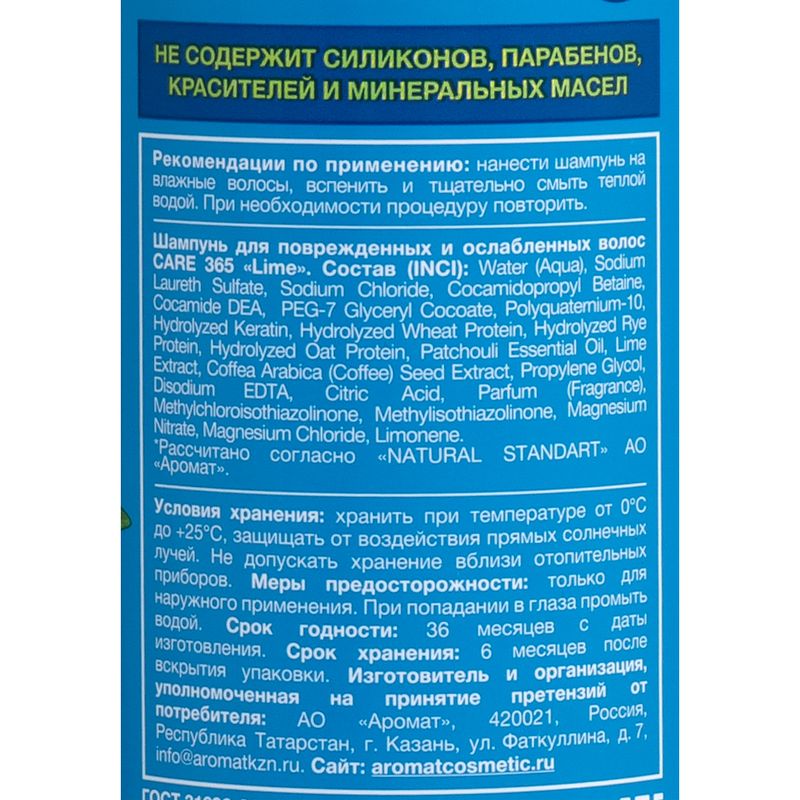 НЕ СОДЕРЖИТ СИЛИКОНОВ, ПАРАБЕНОВ,
КРАСИТЕЛЕЙ И МИНЕРАЛЬНЫХ МАСЕЛ
Рекомендации по применению: нанести шампунь на
влажные волосы, вспенить и тщательно смыть теплой
водой. При необходимости процедуру повторить.
Шампунь для поврежденных и ослабленных волос
CARE 365 «Lime». Состав (INCI): Water (Aqua), Sodium
Laureth Sulfate, Sodium Chloride, Cocamidopropyl Betaine,
Cocamide DEA, PEG-7 Glyceryl Cocoate, Polyquaternium-10,
Hydrolyzed Keratin, Hydrolyzed Wheat Protein, Hydrolyzed Rye
Protein, Hydrolyzed Oat Protein, Patchouli Essential Oil, Lime
Extract, Coffea Arabica (Coffee) Seed Extract, Propylene Glycol,
Disodium EDTA, Citric Acid, Parfum (Fragrance),
Methylchloroisothiazolinone, Methylisothiazolinone, Magnesium
Nitrate, Magnesium Chloride, Limonene.
*Рассчитано согласно «NATURAL STANDART» АО
«Аромат».
Условия хранения: хранить при температуре от 0°С
до +25°С, защищать от воздействия прямых солнечных
лучей. Не допускать хранение вблизи отопительных
приборов. Меры предосторожности: только для
наружного применения. При попадании в глаза промыть
водой. Срок годности: 36 месяцев с даты
изготовления. Срок хранения: 6 месяцев после
вскрытия упаковки. Изготовитель и организация,
уполномоченная на принятие претензий от
потребителя: АО «Аромат», 420021, Россия,
Республика Татарстан, г. Казань, ул. Фаткуллина, д. 7,
info@aromatkzn.ru. Сайт: aromatcosmetic.ru
ГОСТ